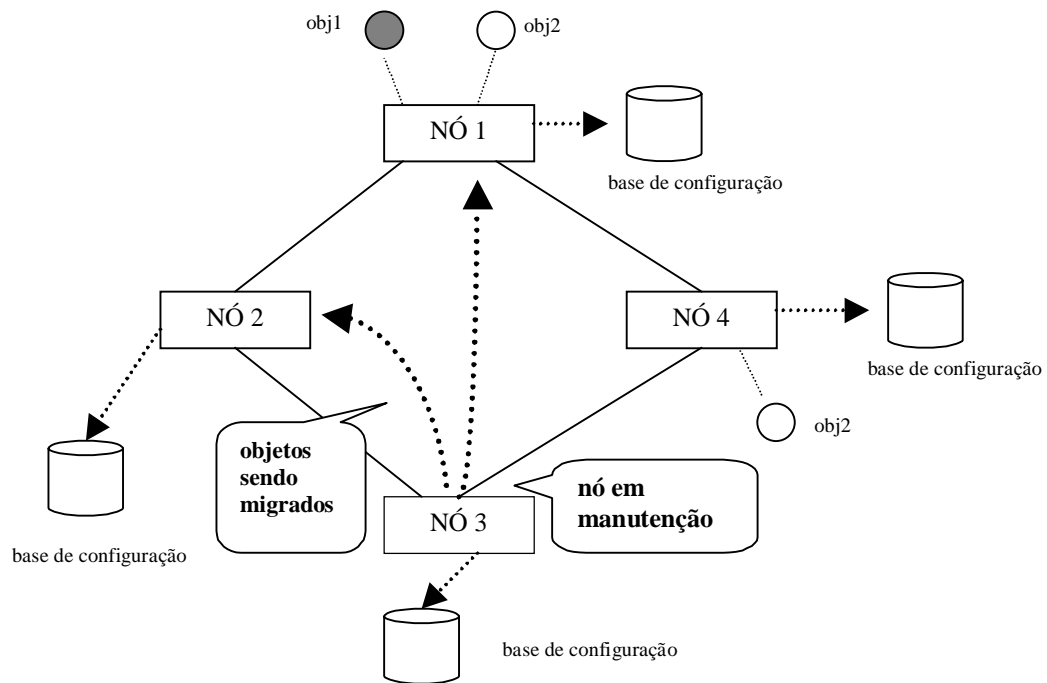 obj1
obj2
NÓ 1
base de configuração
NÓ 2
NÓ 4
base de configuração
obj2
objetos
sendo
migrados
nó em
manutenção
NÓ 3
base de configuração
base de configuração